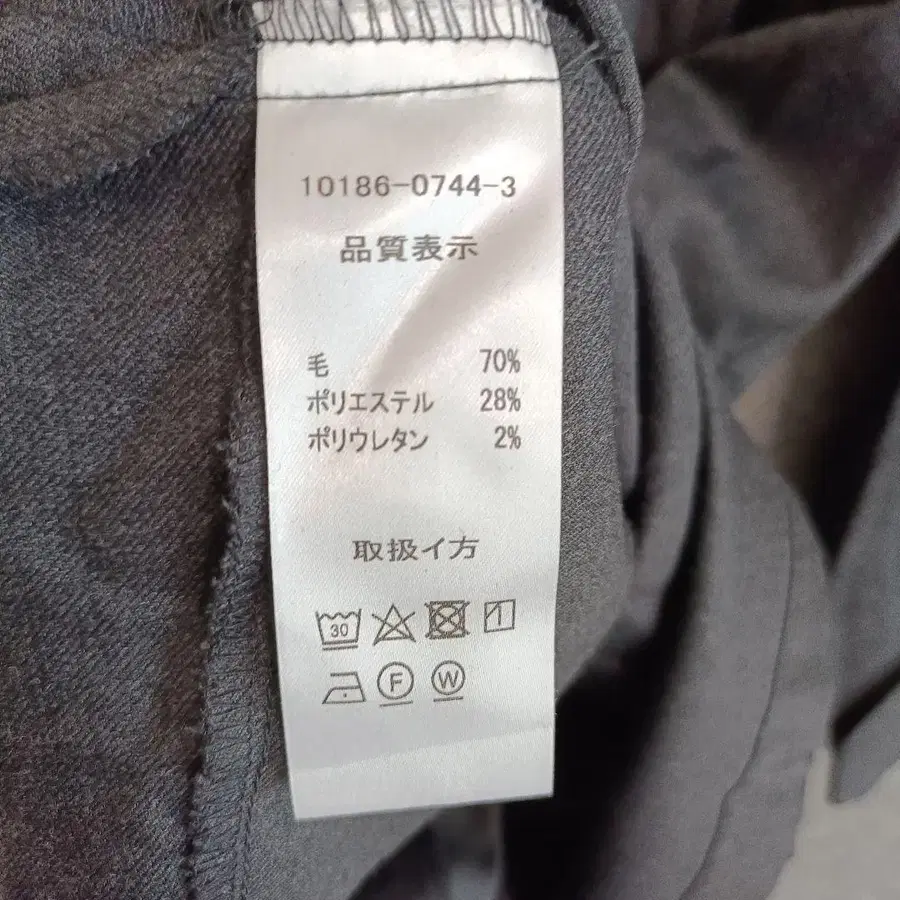 10186-0744-3
品質表示
毛 70%
ポリエステル 28%
ポリウレタン 2%
取扱イ方
30
F W